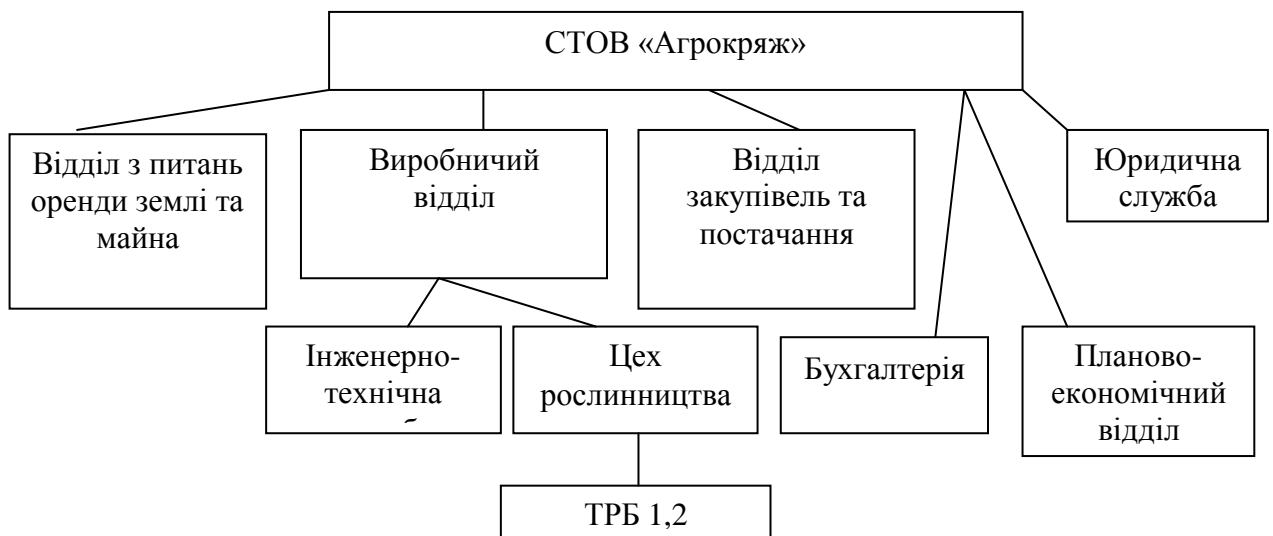 СТОВ «Агрокряж»
Відділ з питань
оренди землі та
майна
Виробничий
відділ
Відділ
закупівель та
постачання
Юридична
служба
Інженерно-
технічна
Цех
рослинництва
Бухгалтерія
Планово-
економічний
відділ
ТРБ 1,2